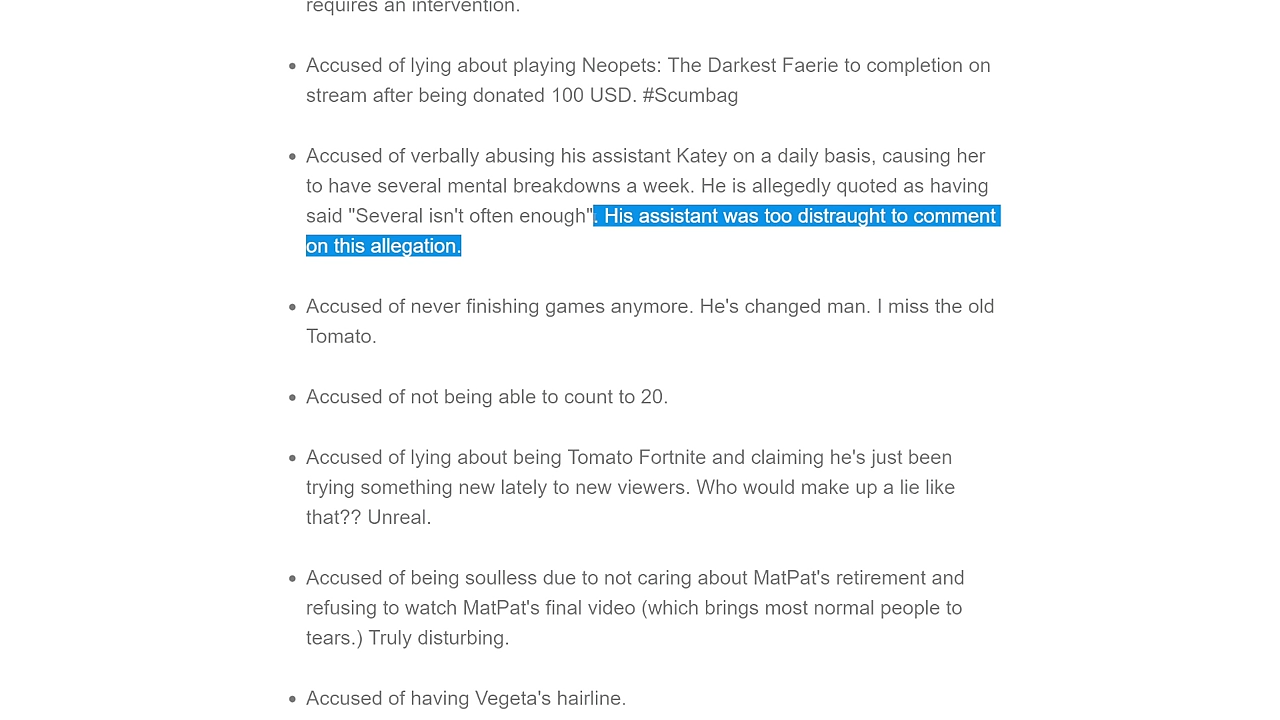 requires an intervention.
Accused of lying about playing Neopets: The Darkest Faerie to completion on
stream after being donated 100 USD. #Scumbag
Accused of verbally abusing his assistant Katey on a daily basis, causing her
to have several mental breakdowns a week. He is allegedly quoted as having
said "Several isn't often enough". His assistant was too distraught to comment
on this allegation.
Accused of never finishing games anymore. He's changed man. I miss the old
Tomato.
Accused of not being able to count to 20.
Accused of lying about being Tomato Fortnite and claiming he's just been
trying something new lately to new viewers. Who would make up a lie like
that?? Unreal.
Accused of being soulless due to not caring about MatPat's retirement and
refusing to watch MatPat's final video (which brings most normal people to
tears.) Truly disturbing.
Accused of having Vegeta's hairline.